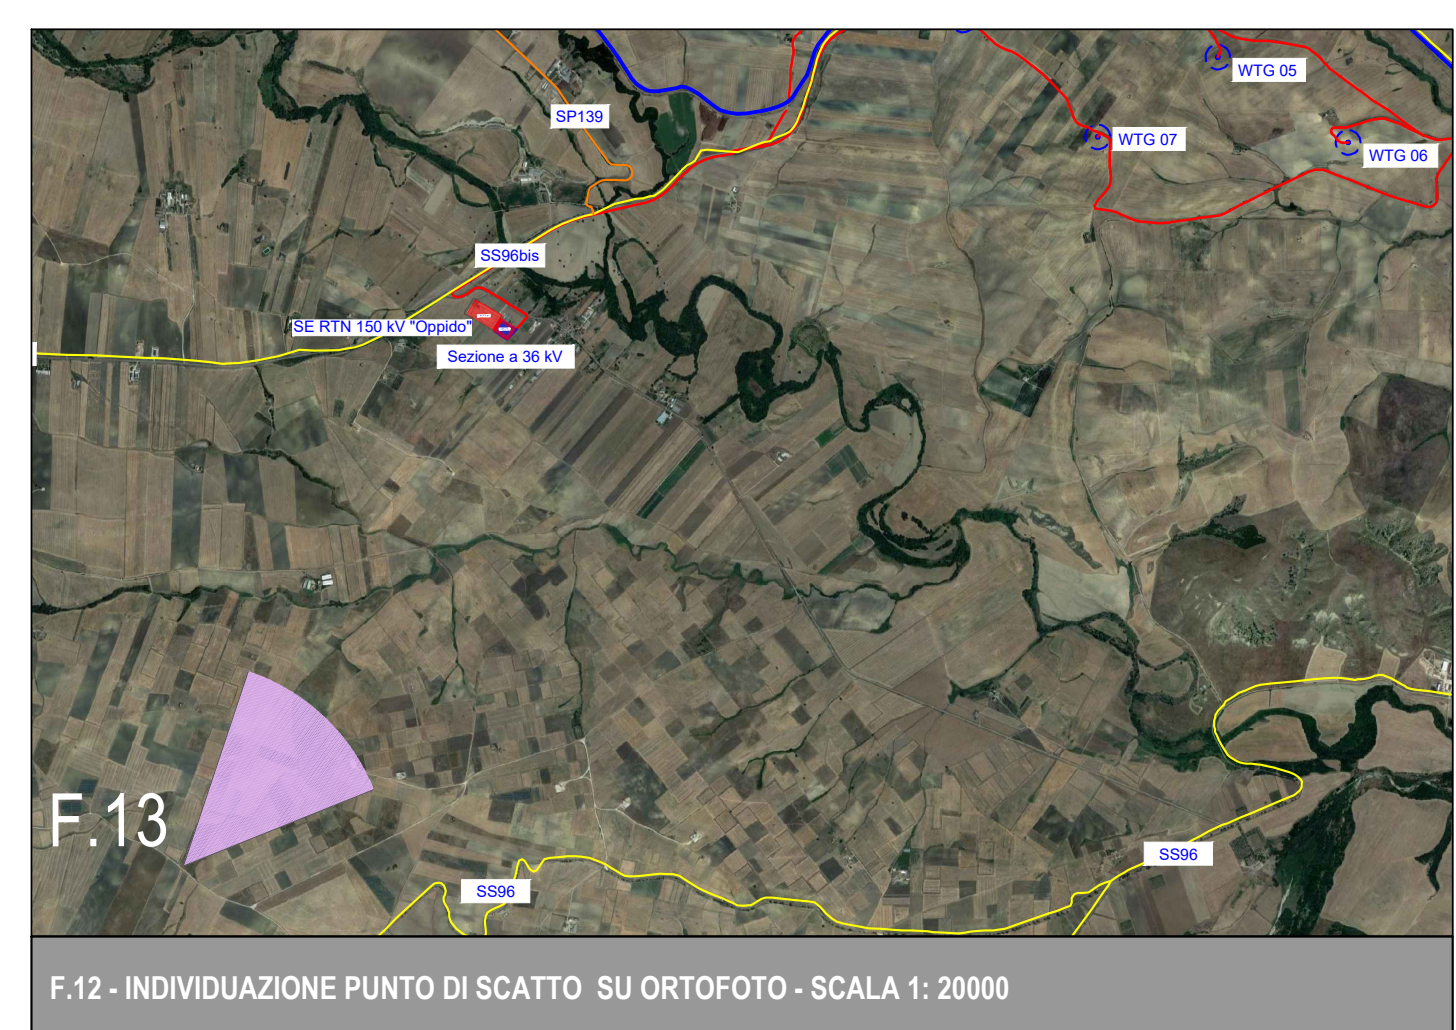 WTG 05
SP139
WTG 07
WTG 06
SS96bis
SE RTN 150 kV "Oppido"
Sezione a 36 kV
F.13
SS96
SS96
F.12 - INDIVIDUAZIONE PUNTO DI SCATTO SU ORTOFOTO - SCALA 1: 20000